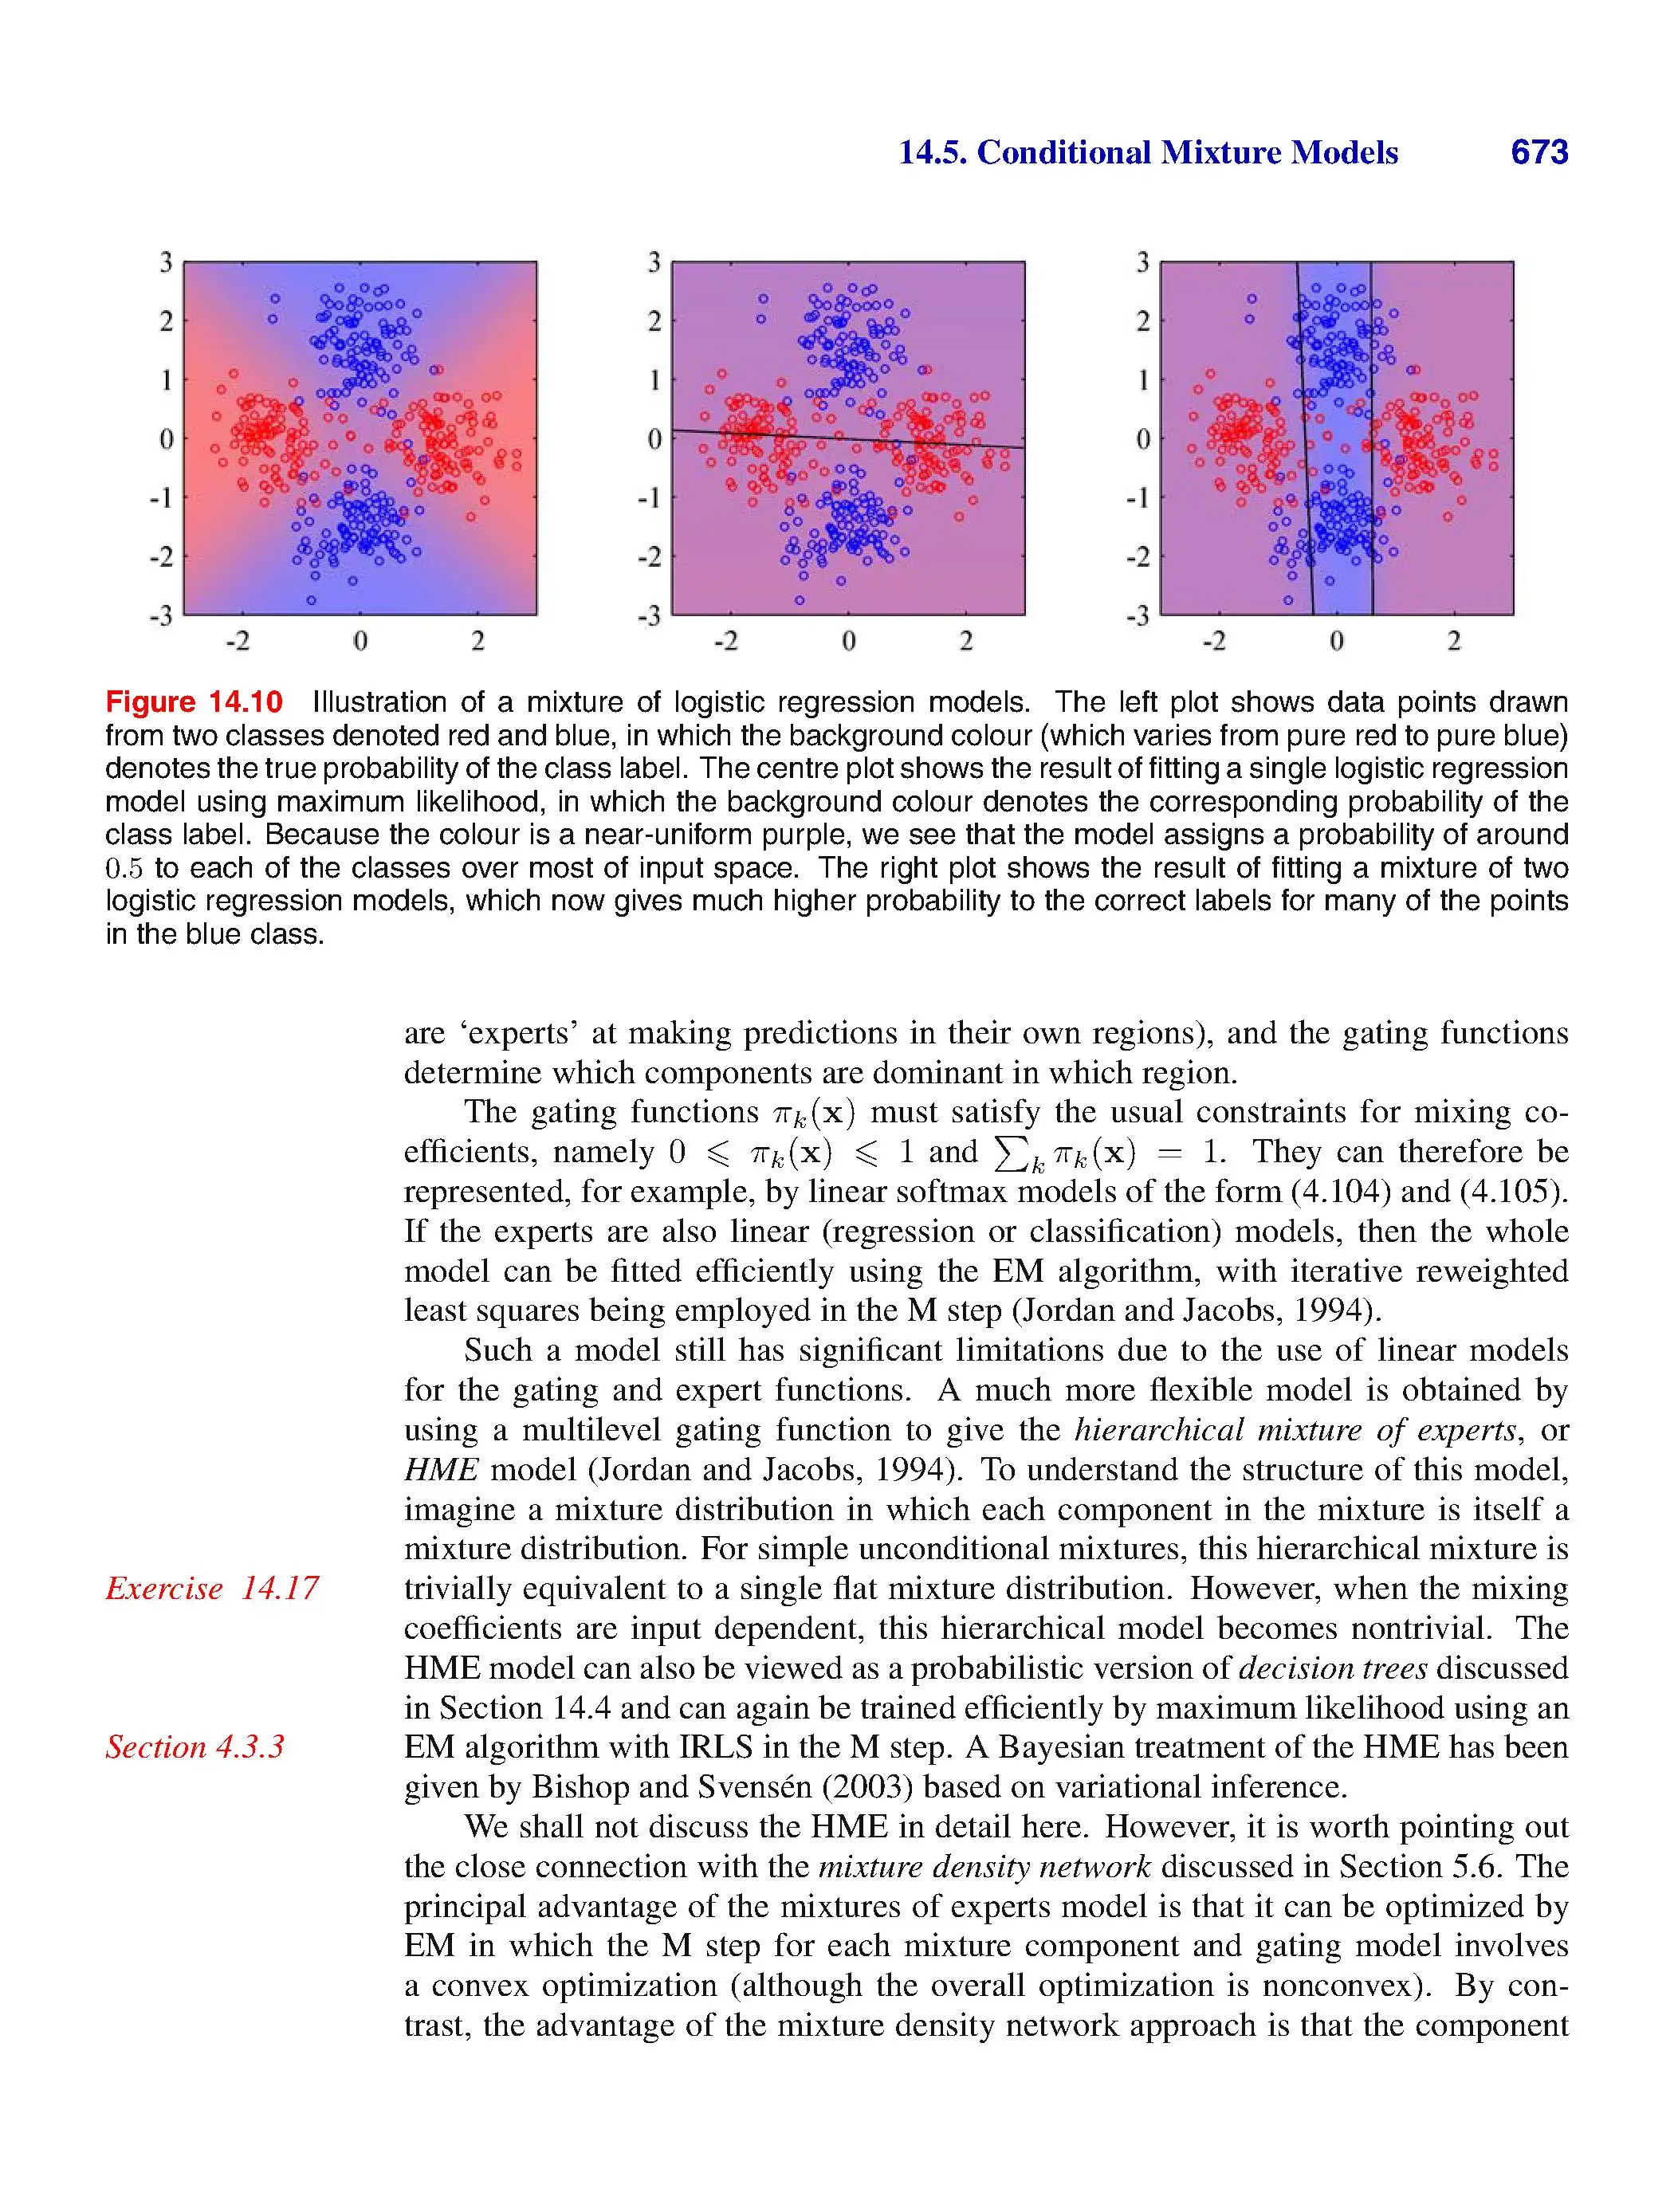 14.5. Conditional Mixture Models 673
3
2
1
0
-1
-2
-3
-2 0 2
3
2
1
0
-1
-2
-3
-2 0 2
3
2
1
0
-1
-2
-3
-2 0 2
Figure 14.10 Illustration of a mixture of logistic regression models. The left plot shows data points drawn
from two classes denoted red and blue, in which the background colour (which varies from pure red to pure blue)
denotes the true probability of the class label. The centre plot shows the result of fitting a single logistic regression
model using maximum likelihood, in which the background colour denotes the corresponding probability of the
class label. Because the colour is a near-uniform purple, we see that the model assigns a probability of around
0.5 to each of the classes over most of input space. The right plot shows the result of fitting a mixture of two
logistic regression models, which now gives much higher probability to the correct labels for many of the points
in the blue class.
are ‘experts’ at making predictions in their own regions), and the gating functions
determine which components are dominant in which region.
The gating functions πk(x) must satisfy the usual constraints for mixing co-
efficients, namely 0 ⩽ πk(x) ⩽ 1 and ∑k πk(x) = 1. They can therefore be
represented, for example, by linear softmax models of the form (4.104) and (4.105).
If the experts are also linear (regression or classification) models, then the whole
model can be fitted efficiently using the EM algorithm, with iterative reweighted
least squares being employed in the M step (Jordan and Jacobs, 1994).
Such a model still has significant limitations due to the use of linear models
for the gating and expert functions. A much more flexible model is obtained by
using a multilevel gating function to give the hierarchical mixture of experts, or
HME model (Jordan and Jacobs, 1994). To understand the structure of this model,
imagine a mixture distribution in which each component in the mixture is itself a
mixture distribution. For simple unconditional mixtures, this hierarchical mixture is
Exercise 14.17 trivially equivalent to a single flat mixture distribution. However, when the mixing
coefficients are input dependent, this hierarchical model becomes nontrivial. The
HME model can also be viewed as a probabilistic version of decision trees discussed
in Section 14.4 and can again be trained efficiently by maximum likelihood using an
Section 4.3.3 EM algorithm with IRLS in the M step. A Bayesian treatment of the HME has been
given by Bishop and Svensén (2003) based on variational inference.
We shall not discuss the HME in detail here. However, it is worth pointing out
the close connection with the mixture density network discussed in Section 5.6. The
principal advantage of the mixtures of experts model is that it can be optimized by
EM in which the M step for each mixture component and gating model involves
a convex optimization (although the overall optimization is nonconvex). By con-
trast, the advantage of the mixture density network approach is that the component